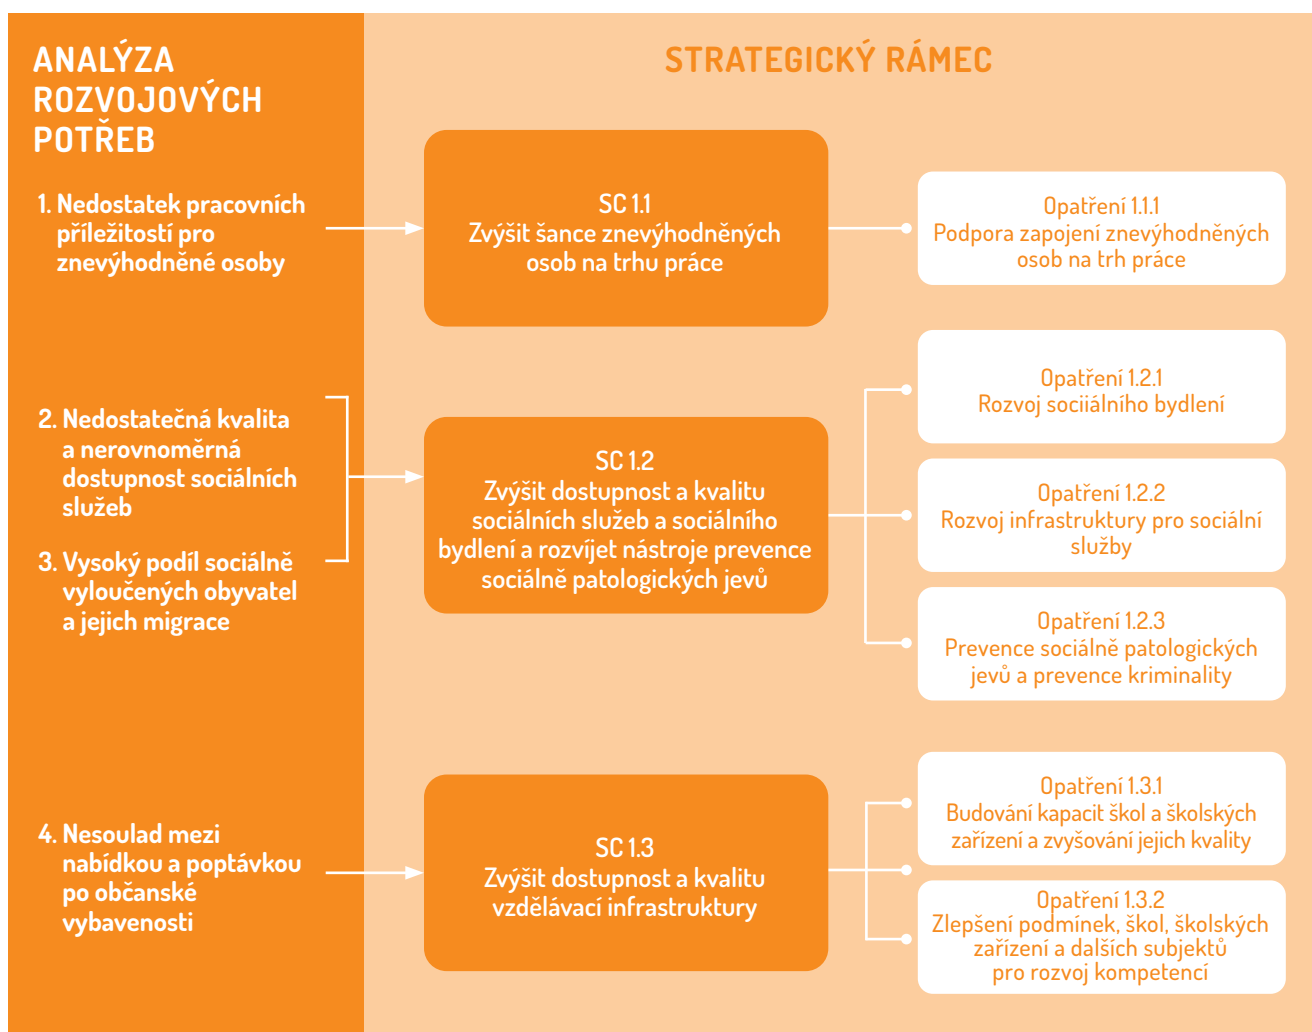 ANALÝZA
ROZVOJOVÝCH
POTŘEB
STRATEGICKÝ RÁMEC
1. Nedostatek pracovních
příležitostí pro
znevýhodněné osoby
SC 1.1
Zvýšit šance znevýhodněných
osob na trhu práce
Opatření 1.1.1
Podpora zapojení znevýhodněných
osob na trh práce
2. Nedostatečná kvalita
a nerovnoměrná
dostupnost sociálních
služeb
3. Vysoký podíl sociálně
vyloučených obyvatel
a jejich migrace
SC 1.2
Zvýšit dostupnost a kvalitu
sociálních služeb a sociálního
bydlení a rozvíjet nástroje prevence
sociálně patologických jevů
Opatření 1.2.1
Rozvoj sociiálního bydlení
Opatření 1.2.2
Rozvoj infrastruktury pro sociální
služby
Opatření 1.2.3
Prevence sociálně patologických
jevů a prevence kriminality
4. Nesoulad mezi
nabídkou a poptávkou
po občanské
vybavenosti
SC 1.3
Zvýšit dostupnost a kvalitu
vzdělávací infrastruktury
Opatření 1.3.1
Budování kapacit škol a školských
zařízení a zvyšování jejich kvality
Opatření 1.3.2
Zlepšení podmínek, škol, školských
zařízení a dalších subjektů
pro rozvoj kompetencí